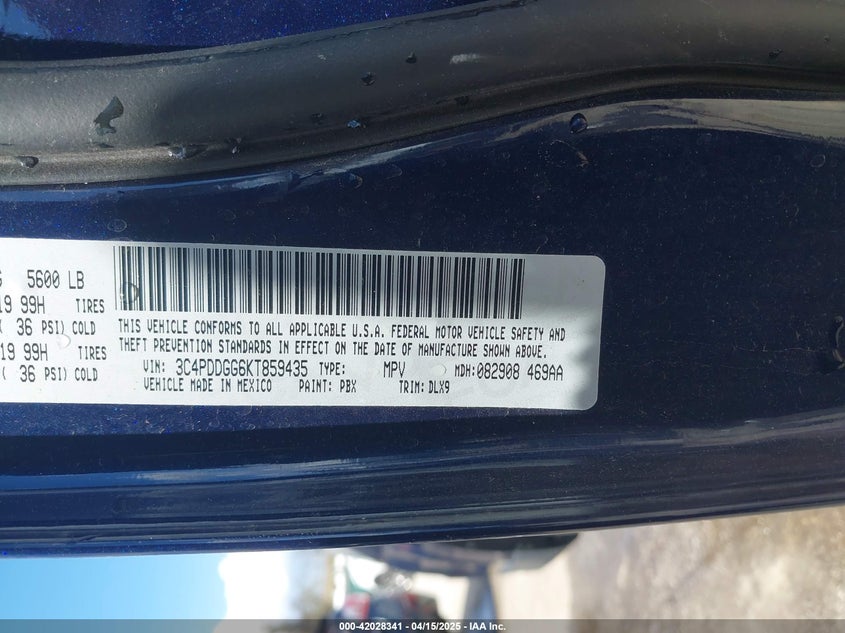 5600 LB
19 99H TIRES
36 PSI) COLD
19 99H TIRES
36 PSI) COLD
THIS VEHICLE CONFORMS TO ALL APPLICABLE U.S.A. FEDERAL MOTOR VEHICLE SAFETY AND
THEFT PREVENTION STANDARDS IN EFFECT ON THE DATE OF MANUFACTURE SHOWN ABOVE.
VIN: 3C4PDDGG6KT859435 TYPE: MPV MDH: 082908 469AA
VEHICLE MADE IN MEXICO PAINT: PBX TRIM: DLX9
000-42028341 - 04/15/2025 - IAA Inc.